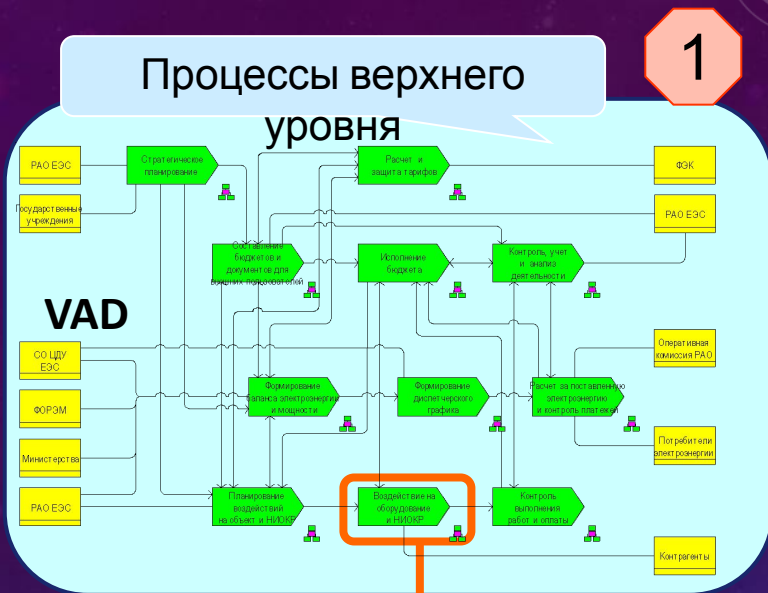 Процессы верхнего
уровня
1
РАО ЕЭС
Стратегическое
планирование
Расчет и
защита тарифов
ФЭК
Государственные
учреждения
РАО ЕЭС
Составление
бюджетов и
документов для
внешних пользователей
Исполнение
бюджета
Контроль, учет
и анализ
деятельности
VAD
СО ЦДУ
ЕЭС
Оперативная
комиссия РАО
ФОРЭМ
Формирование
баланса электроэнергии
и мощности
Формирование
диспетчерского
графика
Расчет за поставленную
электроэнергию
и контроль платежей
Министерства
Потребители
электроэнергии
РАО ЕЭС
Планирование
воздействий
на объект и НИОКР
Воздействие на
оборудование
и НИОКР
Контроль
выполнения
работ и оплаты
Контрагенты